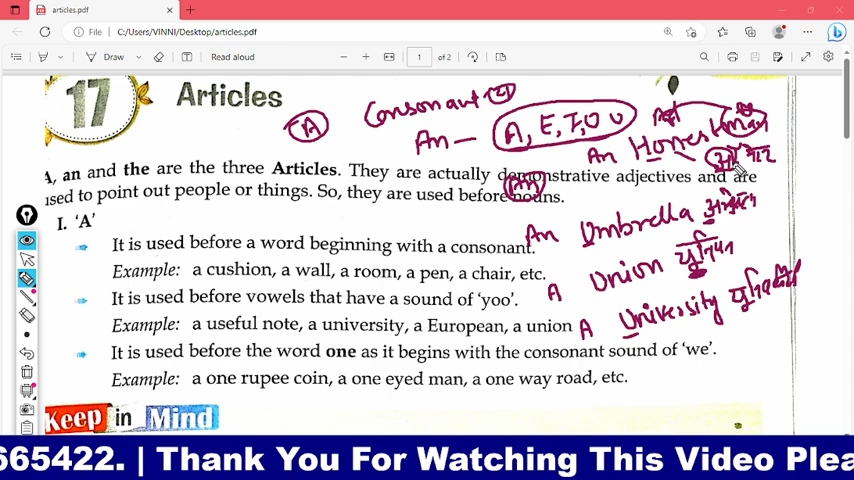 articles.pdf
File | C:/Users/VINNI/Desktop/articles.pdf
Draw Read aloud 1 of 2
17 Articles
A Consonant
An — A, E, I, O U
An Honest man
A, an and the are the three Articles. They are actually demonstrative adjectives and are
used to point out people or things. So, they are used before nouns.
An
I. 'A'
An Umbrella
It is used before a word beginning with a consonant.
Example: a cushion, a wall, a room, a pen, a chair, etc.
A Union यूनियन
It is used before vowels that have a sound of 'yoo'.
Example: a useful note, a university, a European, a union
A University
It is used before the word one as it begins with the consonant sound of 'we'.
Example: a one rupee coin, a one eyed man, a one way road, etc.
Keep in Mind
665422. | Thank You For Watching This Video Plea